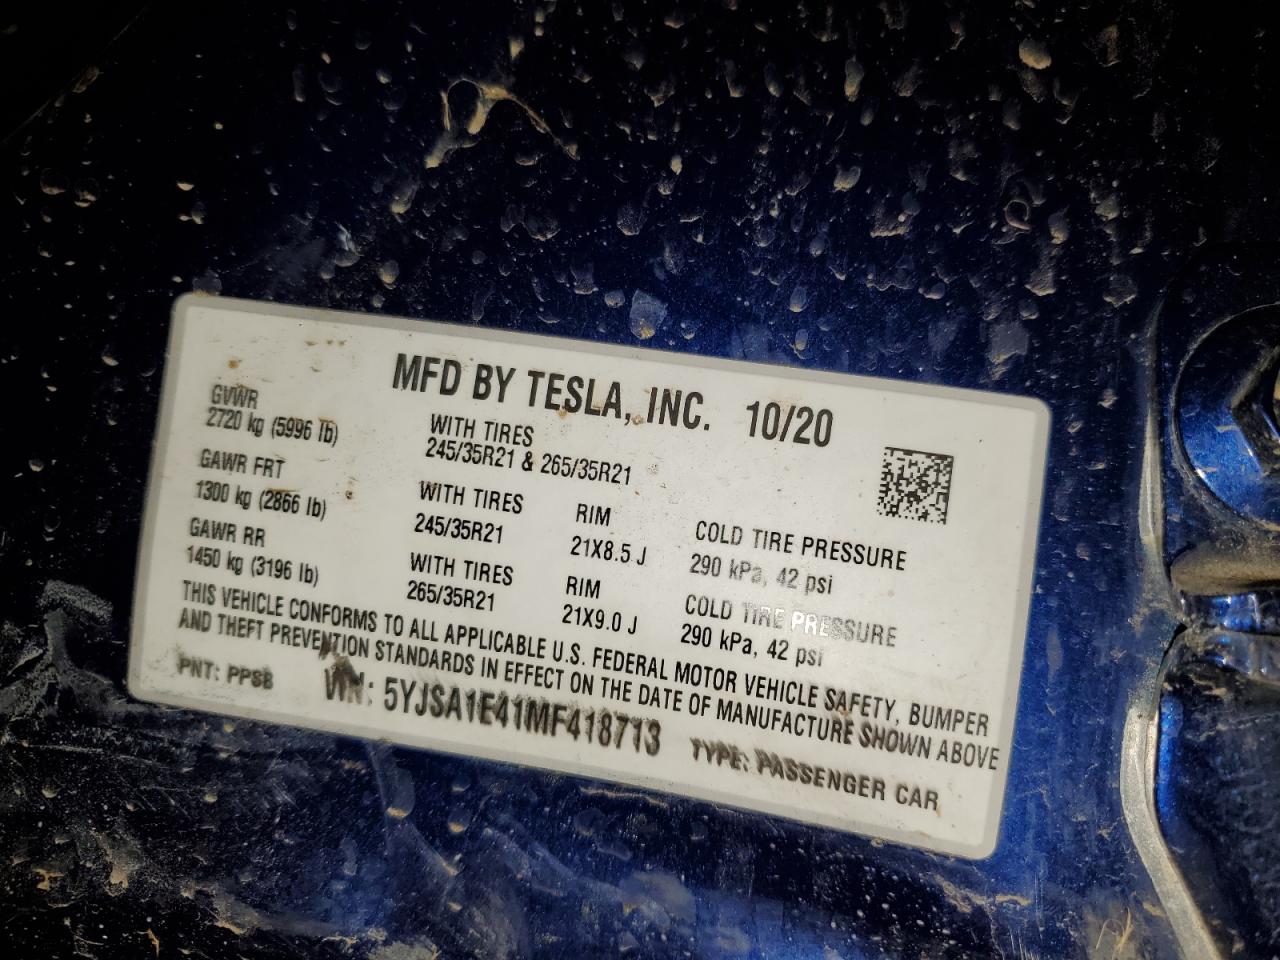 MFD BY TESLA, INC. 10/20
GVWR
2720 kg (5996 lb)
WITH TIRES
245/35R21 & 265/35R21
GAWR FRT
1300 kg (2866 lb)
WITH TIRES
245/35R21
RIM
21X8.5 J
COLD TIRE PRESSURE
290 kPa, 42 psi
GAWR RR
1450 kg (3196 lb)
WITH TIRES
265/35R21
RIM
21X9.0 J
COLD TIRE PRESSURE
290 kPa, 42 psi
THIS VEHICLE CONFORMS TO ALL APPLICABLE U.S. FEDERAL MOTOR VEHICLE SAFETY, BUMPER
AND THEFT PREVENTION STANDARDS IN EFFECT ON THE DATE OF MANUFACTURE SHOWN ABOVE
PNT: PPSB VIN: 5YJSA1E41MF418713 TYPE: PASSENGER CAR